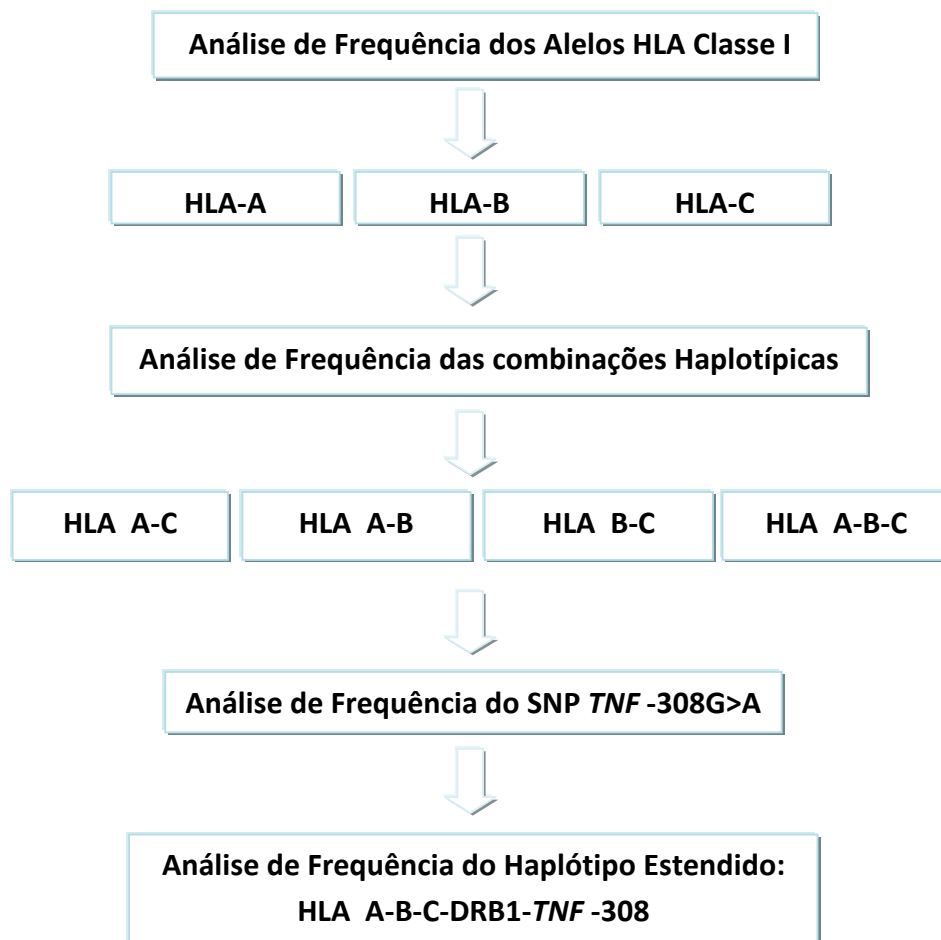 Análise de Frequência dos Alelos HLA Classe I
HLA-A
HLA-B
HLA-C
Análise de Frequência das combinações Haplotípicas
HLA A-C
HLA A-B
HLA B-C
HLA A-B-C
Análise de Frequência do SNP TNF -308G>A
Análise de Frequência do Haplótipo Estendido:
HLA A-B-C-DRB1-TNF -308